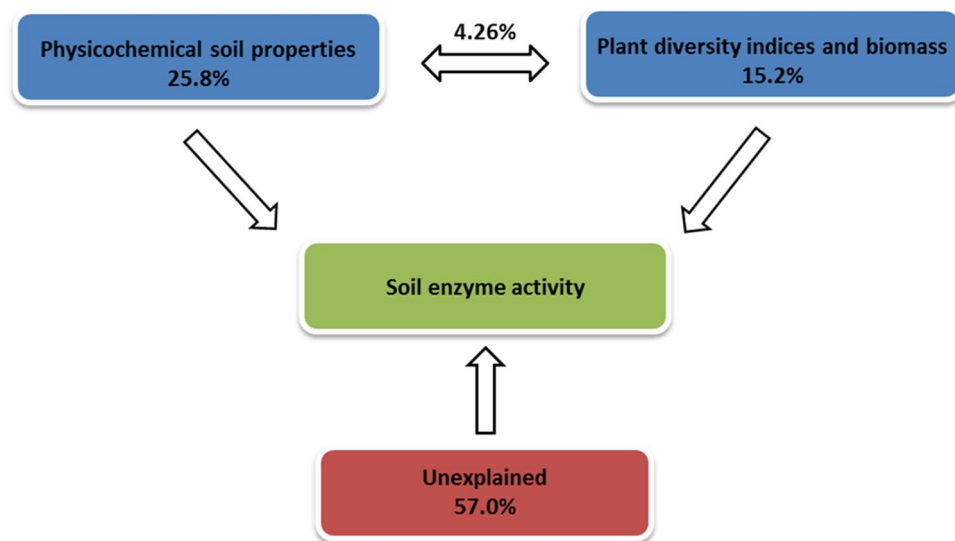 4.26%
Physicochemical soil properties
25.8%
Plant diversity indices and biomass
15.2%
Soil enzyme activity
Unexplained
57.0%